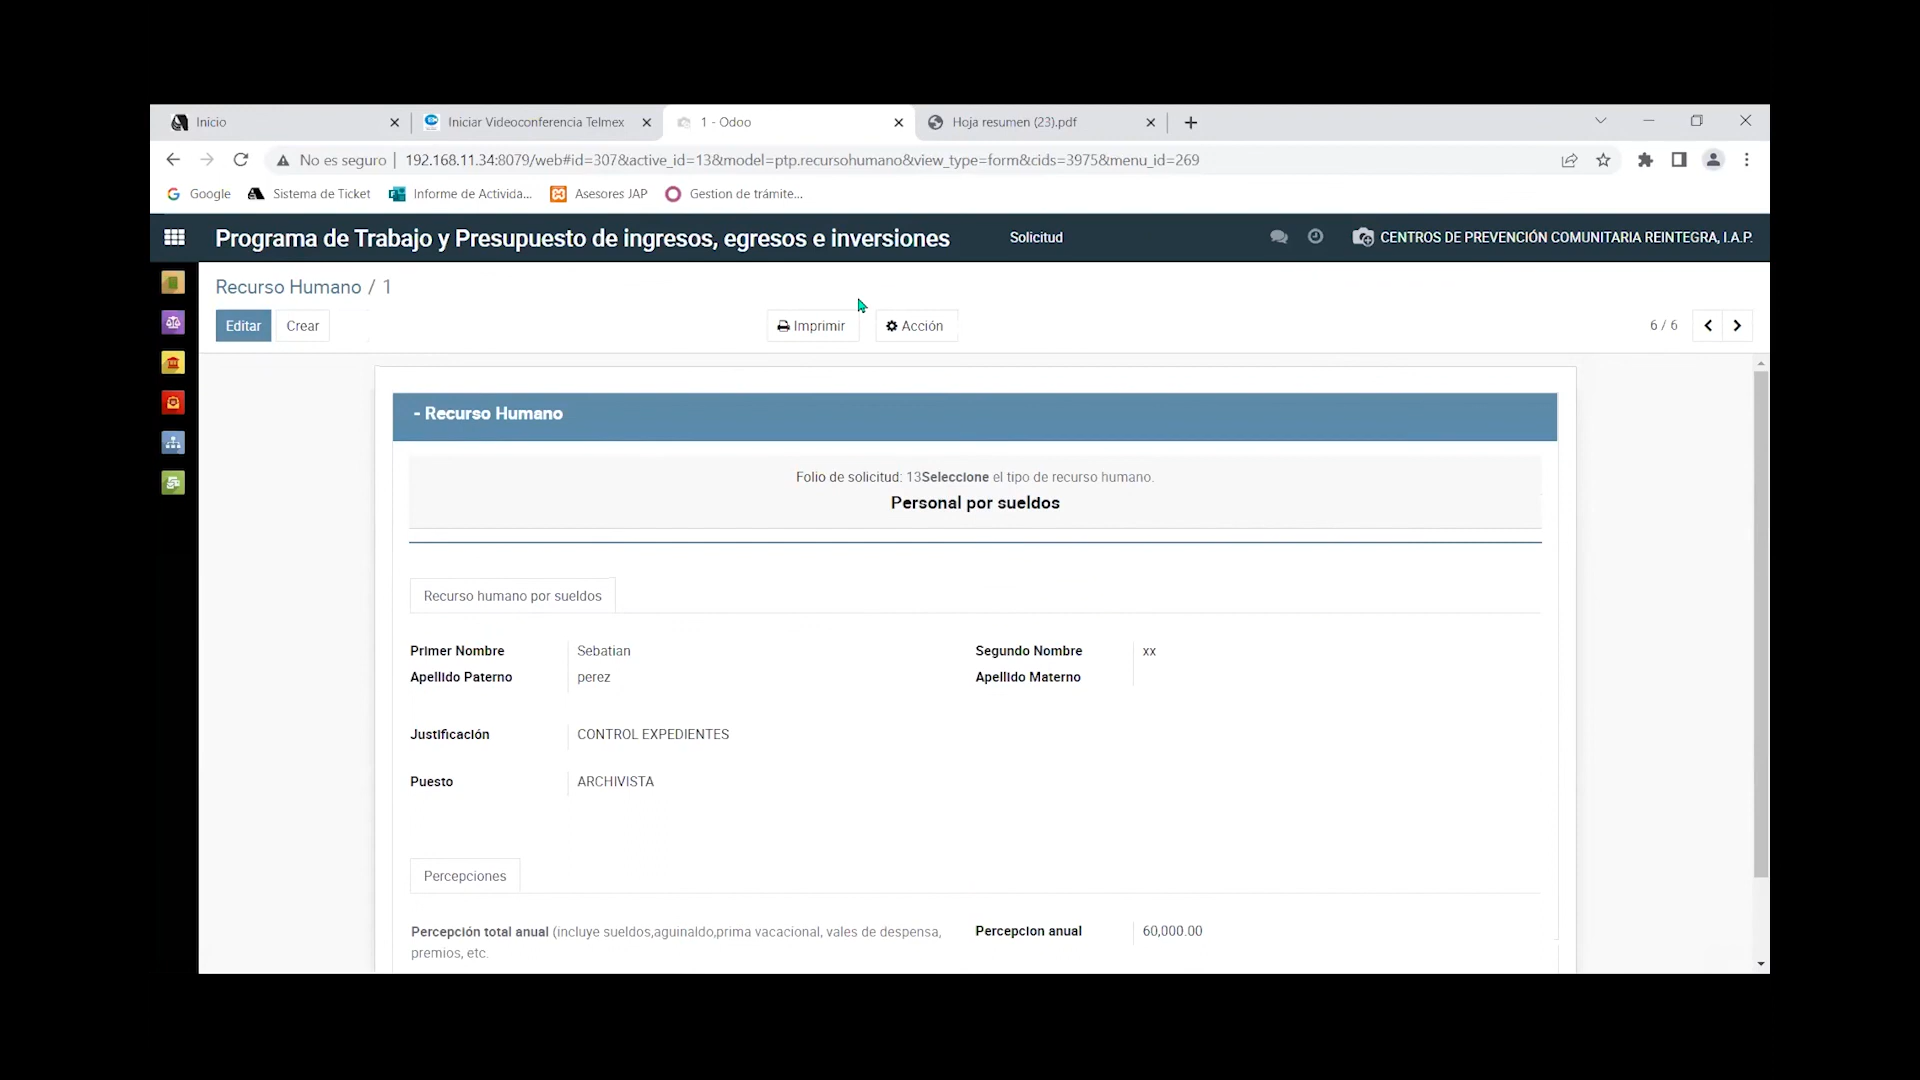 Inicio
Iniciar Videoconferencia Telmex
1 - Odoo
Hoja resumen (23).pdf
No es seguro
192.168.11.34:8079/web#id=307&active_id=13&model=ptp.recursohumano&view_type=form&cids=3975&menu_id=269
Google
Sistema de Ticket
Informe de Activida...
Asesores JAP
Gestion de trámite...
Programa de Trabajo y Presupuesto de ingresos, egresos e inversiones
Solicitud
CENTROS DE PREVENCIÓN COMUNITARIA REINTEGRA, I.A.P.
Recurso Humano / 1
Editar
Crear
Imprimir
Acción
6 / 6
- Recurso Humano
Folio de solicitud: 13Seleccione el tipo de recurso humano.
Personal por sueldos
Recurso humano por sueldos
Primer Nombre
Sebatian
Segundo Nombre
xx
Apellido Paterno
perez
Apellido Materno
Justificación
CONTROL EXPEDIENTES
Puesto
ARCHIVISTA
Percepciones
Percepción total anual (incluye sueldos,aguinaldo,prima vacacional, vales de despensa,
premios, etc.
Percepcion anual
60,000.00